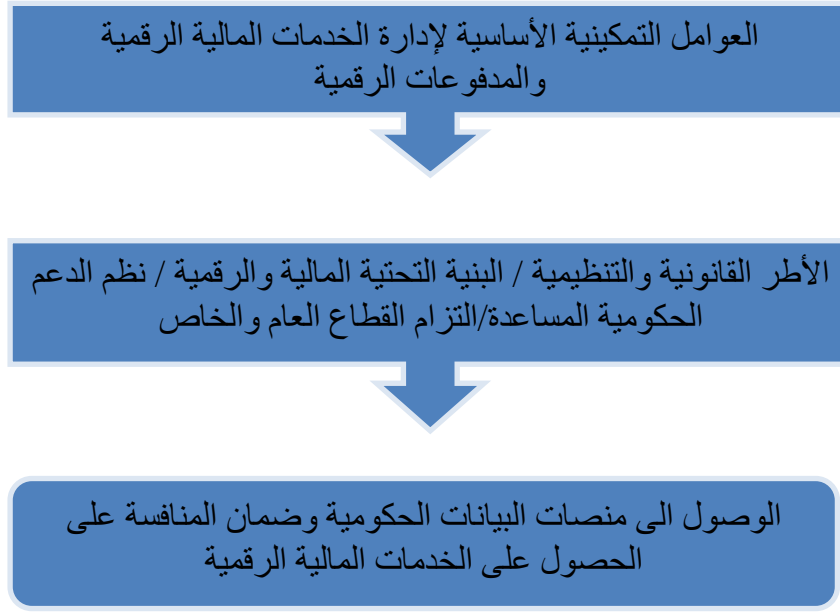 العوامل التمكينية الأساسية لإدارة الخدمات المالية الرقمية
والمدفوعات الرقمية
الأطر القانونية والتنظيمية / البنية التحتية المالية والرقمية / نظم الدعم
الحكومية المساعدة/التزام القطاع العام والخاص
الوصول الى منصات البيانات الحكومية وضمان المنافسة على
الحصول على الخدمات المالية الرقمية